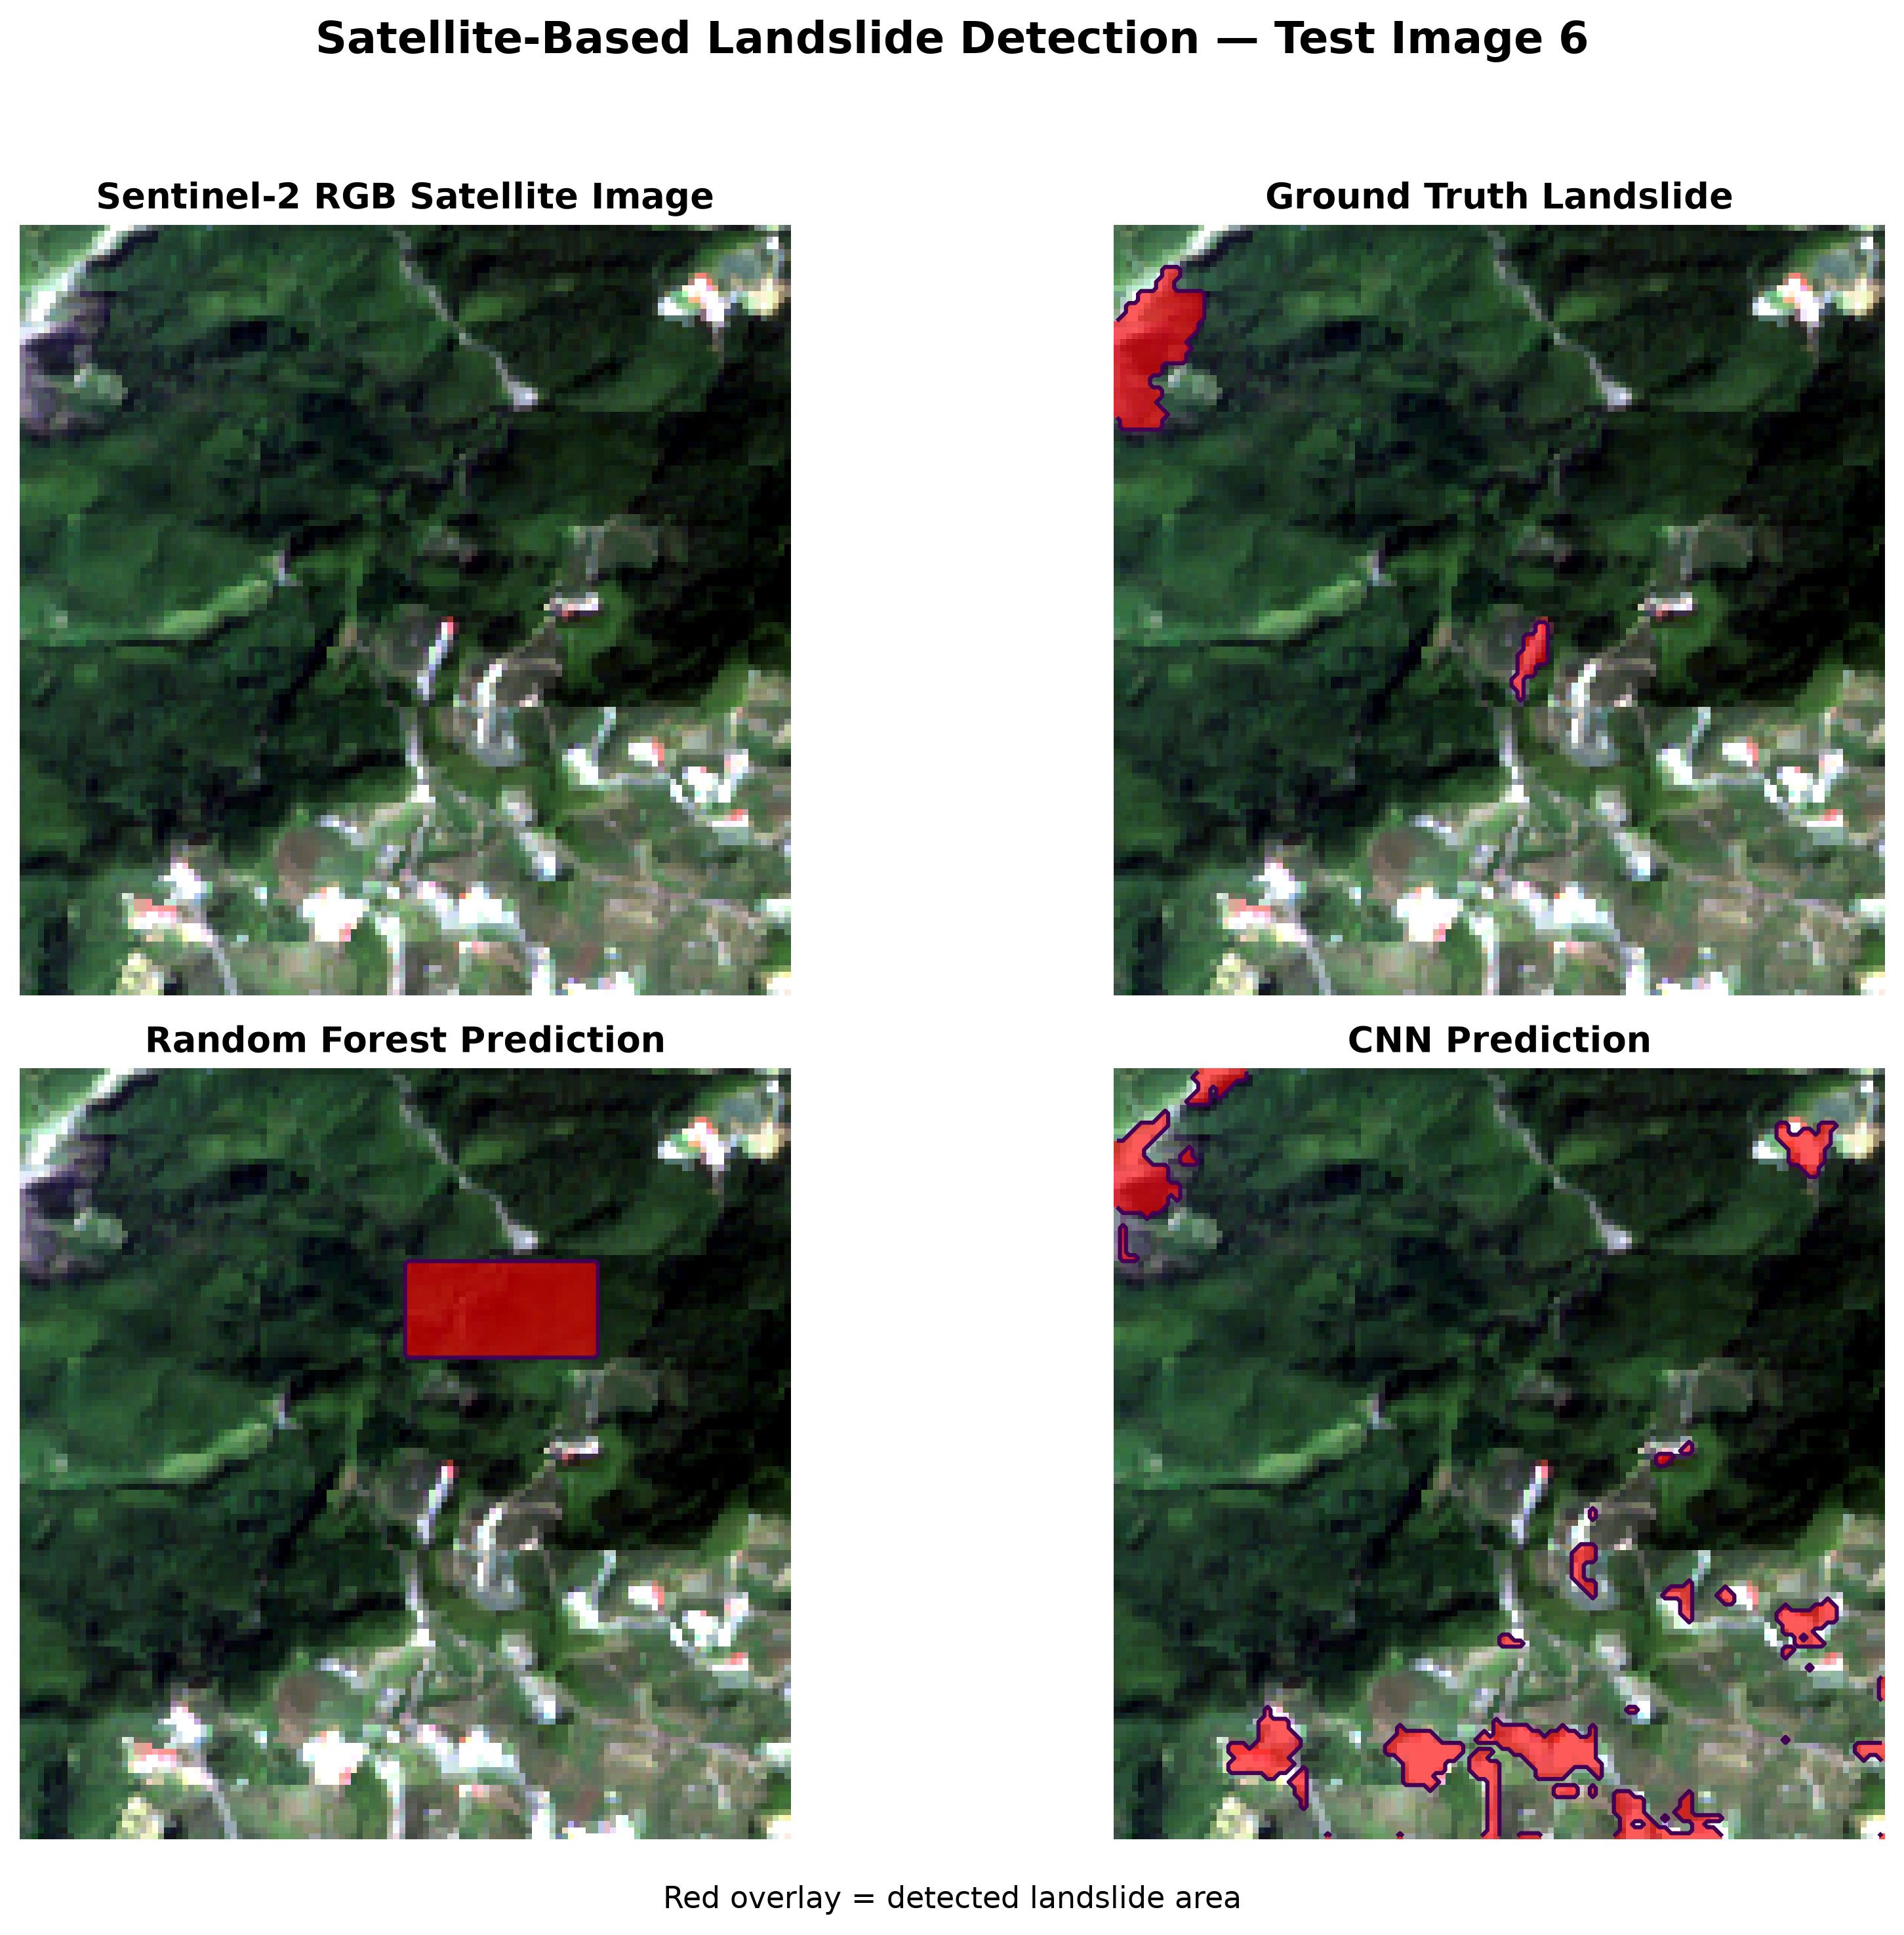 Satellite-Based Landslide Detection — Test Image 6
Sentinel-2 RGB Satellite Image
Ground Truth Landslide
Random Forest Prediction
CNN Prediction
Red overlay = detected landslide area